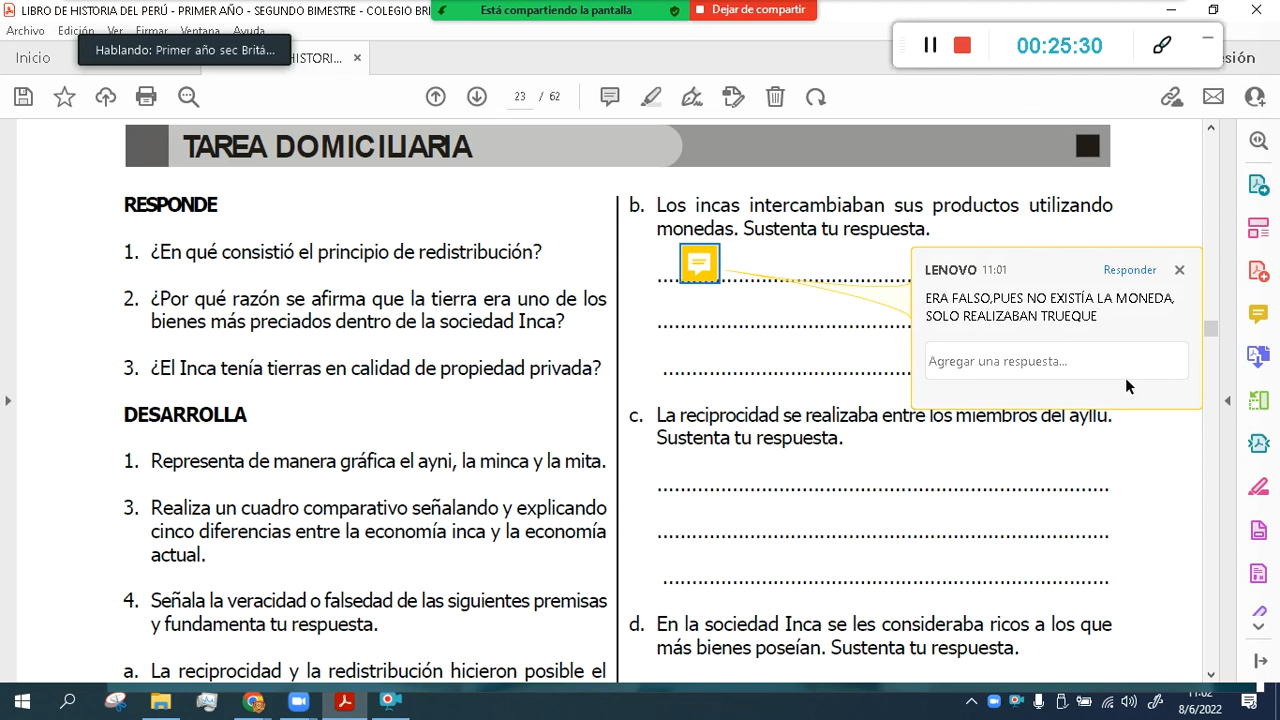 LIBRO DE HISTORIA DEL PERÚ - PRIMER AÑO - SEGUNDO BIMESTRE - COLEGIO BRI
Está compartiendo la pantalla
Dejar de compartir
Archivo Edición Ver Firmar Ventana Ayuda
Hablando: Primer año sec Britá...
00:25:30
Inicio
HISTORI...
sión
23 / 62
TAREA DOMICILIARIA
RESPONDE
1. ¿En qué consistió el principio de redistribución?
2. ¿Por qué razón se afirma que la tierra era uno de los
bienes más preciados dentro de la sociedad Inca?
3. ¿El Inca tenía tierras en calidad de propiedad privada?
DESARROLLA
1. Representa de manera gráfica el ayni, la minca y la mita.
3. Realiza un cuadro comparativo señalando y explicando
cinco diferencias entre la economía inca y la economía
actual.
4. Señala la veracidad o falsedad de las siguientes premisas
y fundamenta tu respuesta.
a. La reciprocidad y la redistribución hicieron posible el
b. Los incas intercambiaban sus productos utilizando
monedas. Sustenta tu respuesta.
LENOVO 11:01 Responder
ERA FALSO,PUES NO EXISTÍA LA MONEDA,
SOLO REALIZABAN TRUEQUE
Agregar una respuesta...
c. La reciprocidad se realizaba entre los miembros del ayllu.
Sustenta tu respuesta.
d. En la sociedad Inca se les consideraba ricos a los que
más bienes poseían. Sustenta tu respuesta.
11:02
8/6/2022